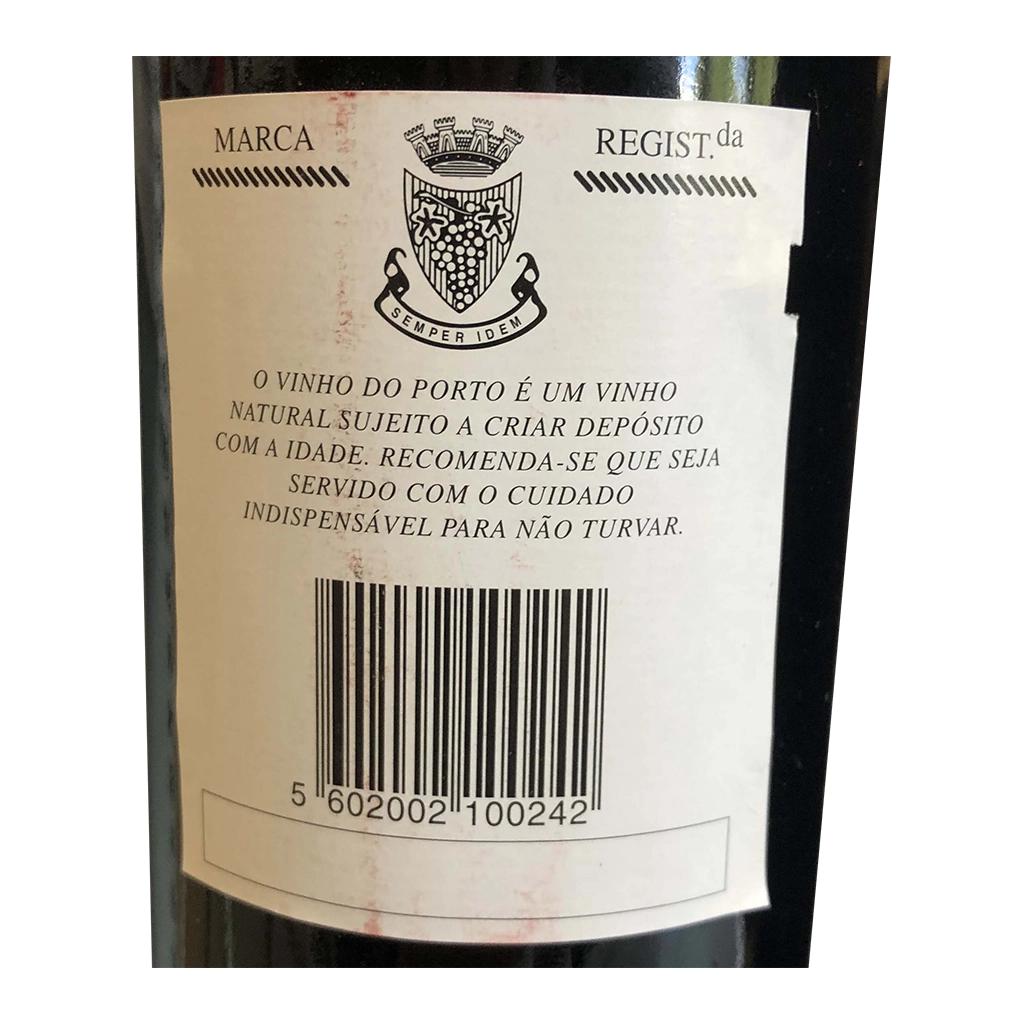 MARCA REGIST.da
SEMPER IDEM
O VINHO DO PORTO É UM VINHO
NATURAL SUJEITO A CRIAR DEPÓSITO
COM A IDADE. RECOMENDA-SE QUE SEJA
SERVIDO COM O CUIDADO
INDISPENSÁVEL PARA NÃO TURVAR.
5 602002 100242